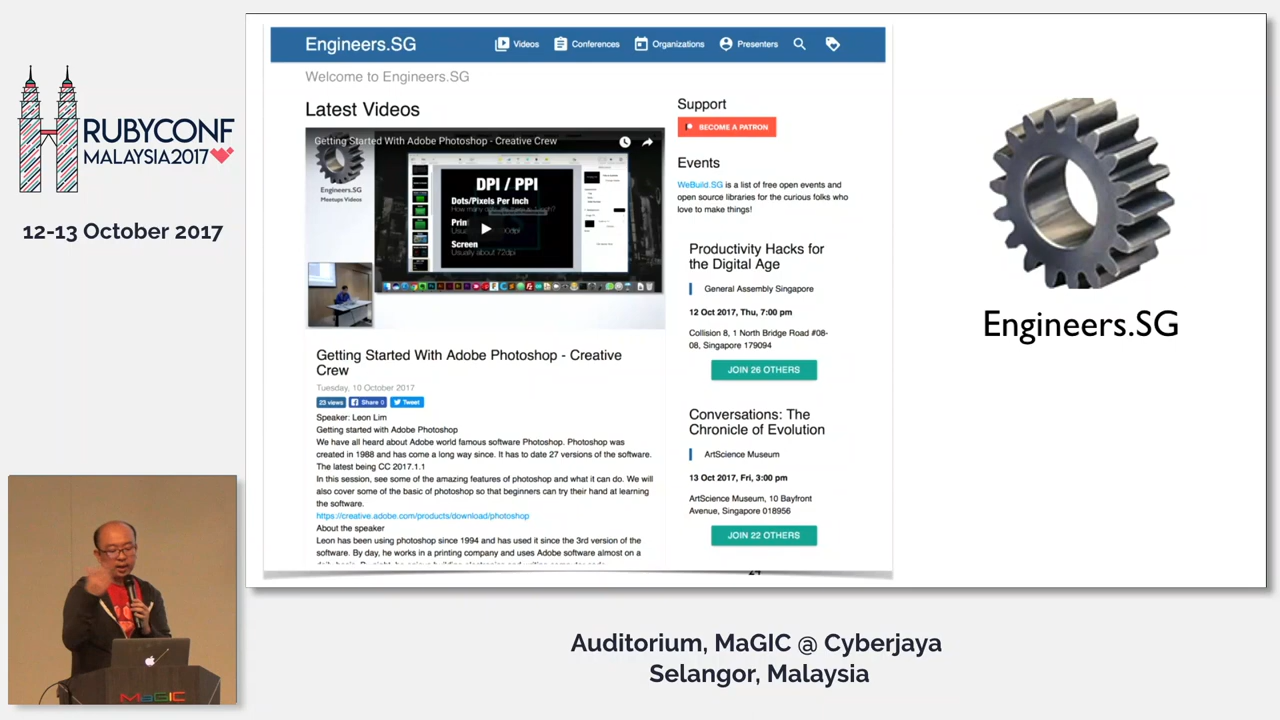 RUBYCONF
MALAYSIA2017
12-13 October 2017
Engineers.SG
Videos
Conferences
Organizations
Presenters
Welcome to Engineers.SG
Latest Videos
Getting Started With Adobe Photoshop - Creative Crew
Engineers.SG
Meetups Videos
DPI / PPI
Dots/Pixels Per Inch
Screen
Usually about 72dpi
Getting Started With Adobe Photoshop - Creative
Crew
Tuesday, 10 October 2017
23 views
Share 0
Tweet
Speaker: Leon Lim
Getting started with Adobe Photoshop
We have all heard about Adobe world famous software Photoshop. Photoshop was
created in 1988 and has come a long way since. It has to date 27 versions of the software.
The latest being CC 2017.1.1
In this session, see some of the amazing features of photoshop and what it can do. We will
also cover some of the basic of photoshop so that beginners can try their hand at learning
the software.
https://creative.adobe.com/products/download/photoshop
About the speaker
Leon has been using photoshop since 1994 and has used it since the 3rd version of the
software. By day, he works in a printing company and uses Adobe software almost on a
Support
BECOME A PATRON
Events
WeBuild.SG is a list of free open events and
open source libraries for the curious folks who
love to make things!
Productivity Hacks for
the Digital Age
General Assembly Singapore
12 Oct 2017, Thu, 7:00 pm
Collision 8, 1 North Bridge Road #08-
08, Singapore 179094
JOIN 26 OTHERS
Conversations: The
Chronicle of Evolution
ArtScience Museum
13 Oct 2017, Fri, 3:00 pm
ArtScience Museum, 10 Bayfront
Avenue, Singapore 018956
JOIN 22 OTHERS
Engineers.SG
MaGIC
Auditorium, MaGIC @ Cyberjaya
Selangor, Malaysia